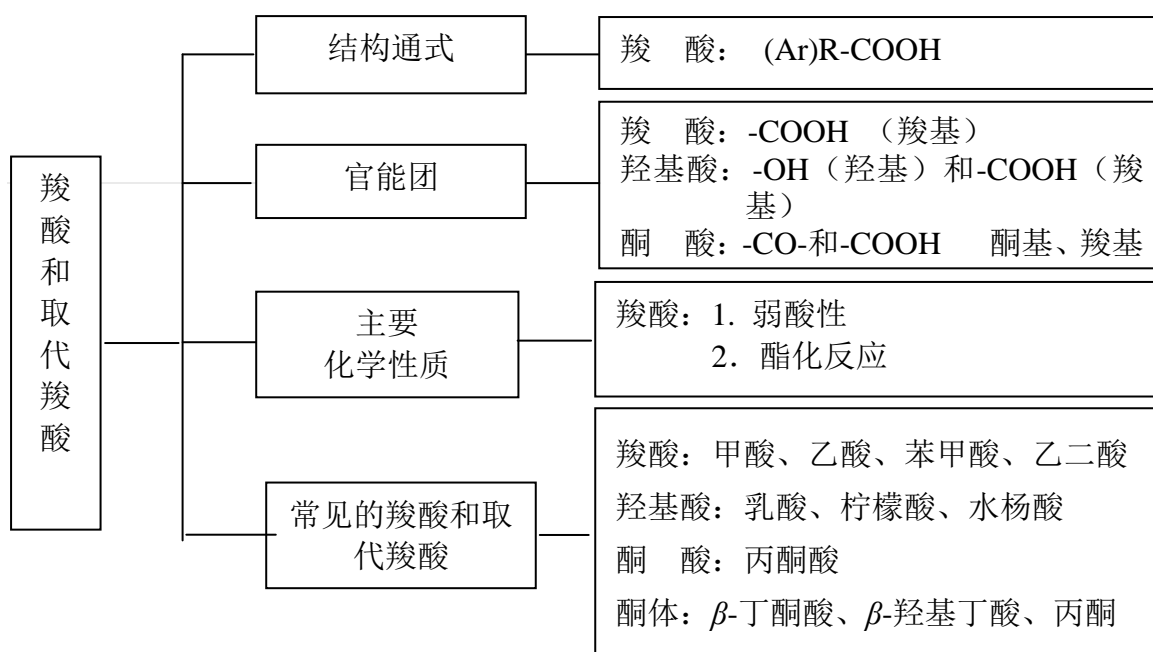 羧酸和取代羧酸
结构通式
羧　酸： (Ar)R-COOH
官能团
羧　酸：-COOH （羧基）
羟基酸：-OH（羟基）和-COOH（羧
基）
酮　酸：-CO-和-COOH　酮基、羧基
主要
化学性质
羧酸：1. 弱酸性
2．酯化反应
常见的羧酸和取
代羧酸
羧酸：甲酸、乙酸、苯甲酸、乙二酸
羟基酸：乳酸、柠檬酸、水杨酸
酮　酸：丙酮酸
酮体：β-丁酮酸、β-羟基丁酸、丙酮